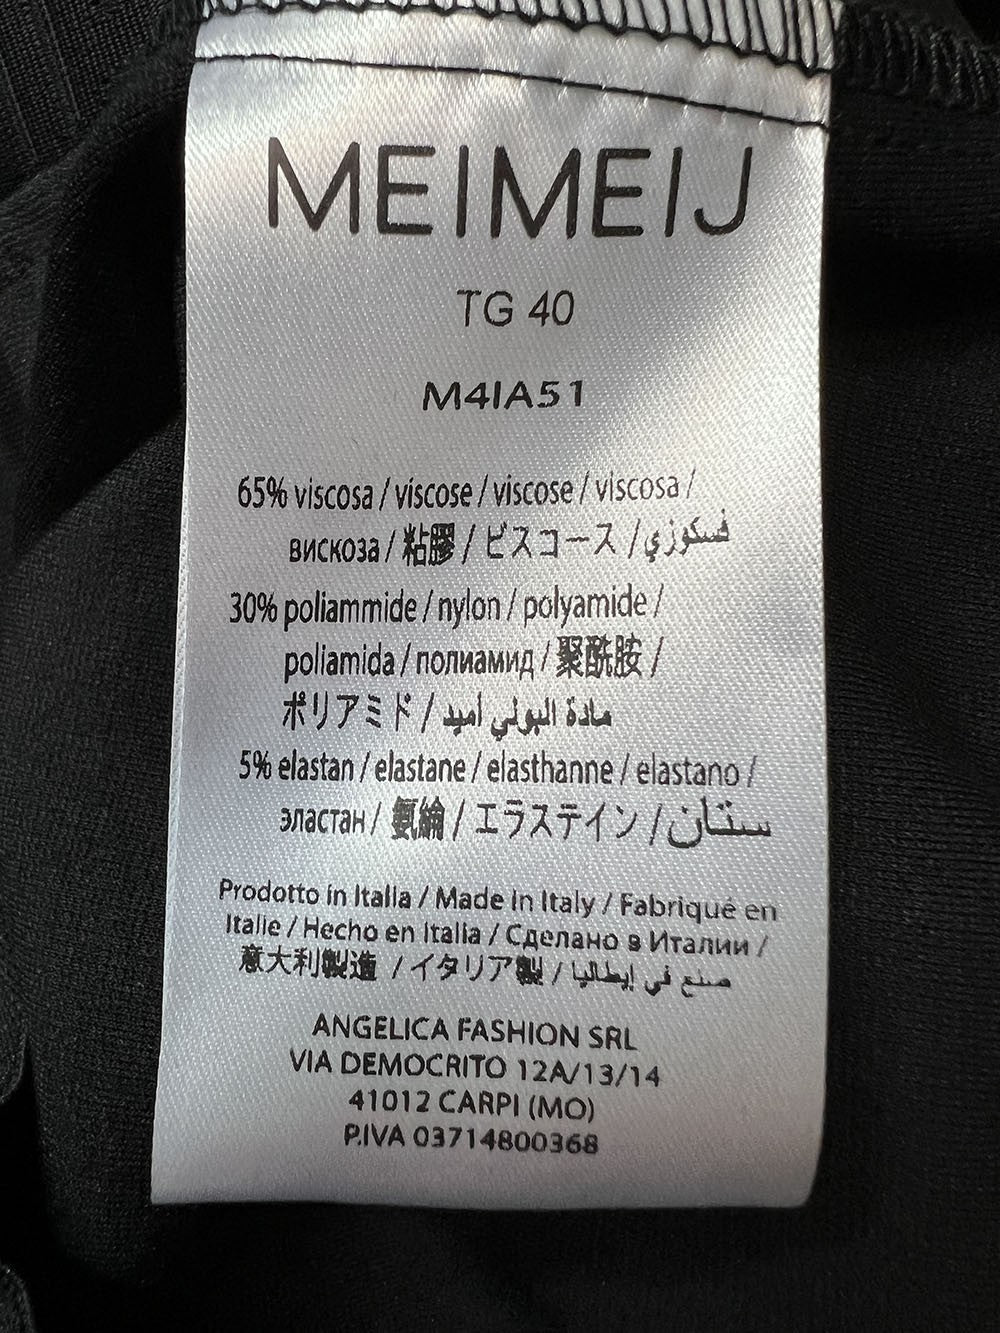 MEIMEIJ
TG 40
M4IA51
65% viscosa / viscose / viscose / viscosa /
вискоза / 粘膠 / ビスコース / فسكوزي
30% poliammide / nylon / polyamide /
poliamida / полиамид / 聚酰胺 /
ポリアミド / مادة البولي أميد
5% elastan / elastane / elasthanne / elastano /
эластан / 氨綸 / エラステイン / ستان
Prodotto in Italia / Made in Italy / Fabriqué en
Italie / Hecho en Italia / Сделано в Италии /
意大利製造 / イタリア製 / صنع في إيطاليا
ANGELICA FASHION SRL
VIA DEMOCRITO 12A/13/14
41012 CARPI (MO)
P.IVA 03714800368